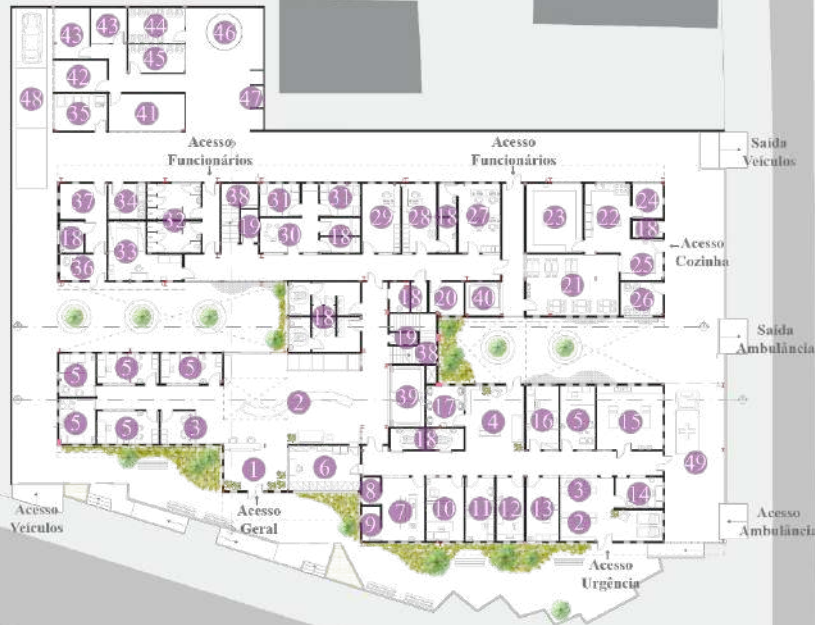 43 43 44
46
45
42
48 35 41 47
Acesso
Funcionários
Acesso
Funcionários
Saída
Veículos
37 34 32 38 31 31 29 28 18 27 23 22 24
18 33 19 30 18 18
Acesso
Cozinha
36 21 25
18 18 20 40 26
19
38
Saída
Ambulância
5 5 5
2 39
5 5 3 17 4 16 5 15
18
1 6 49
8 7 10 11 12 13 3 14
9 2
Acesso
Veículos
Acesso
Geral
Acesso
Urgência
Acesso
Ambulância